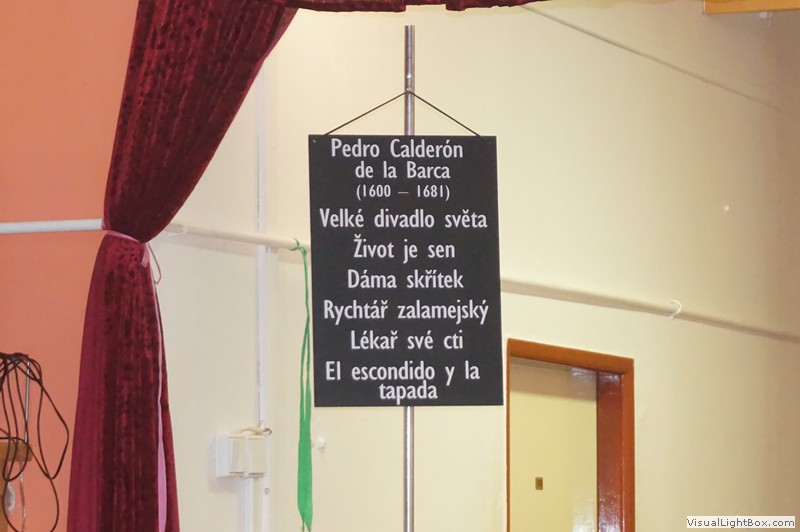 Pedro Calderón
de la Barca
(1600 — 1681)
Velké divadlo světa
Život je sen
Dáma skřítek
Rychtář zalamejský
Lékař své cti
El escondido y la
tapada
VisualLightBox.com